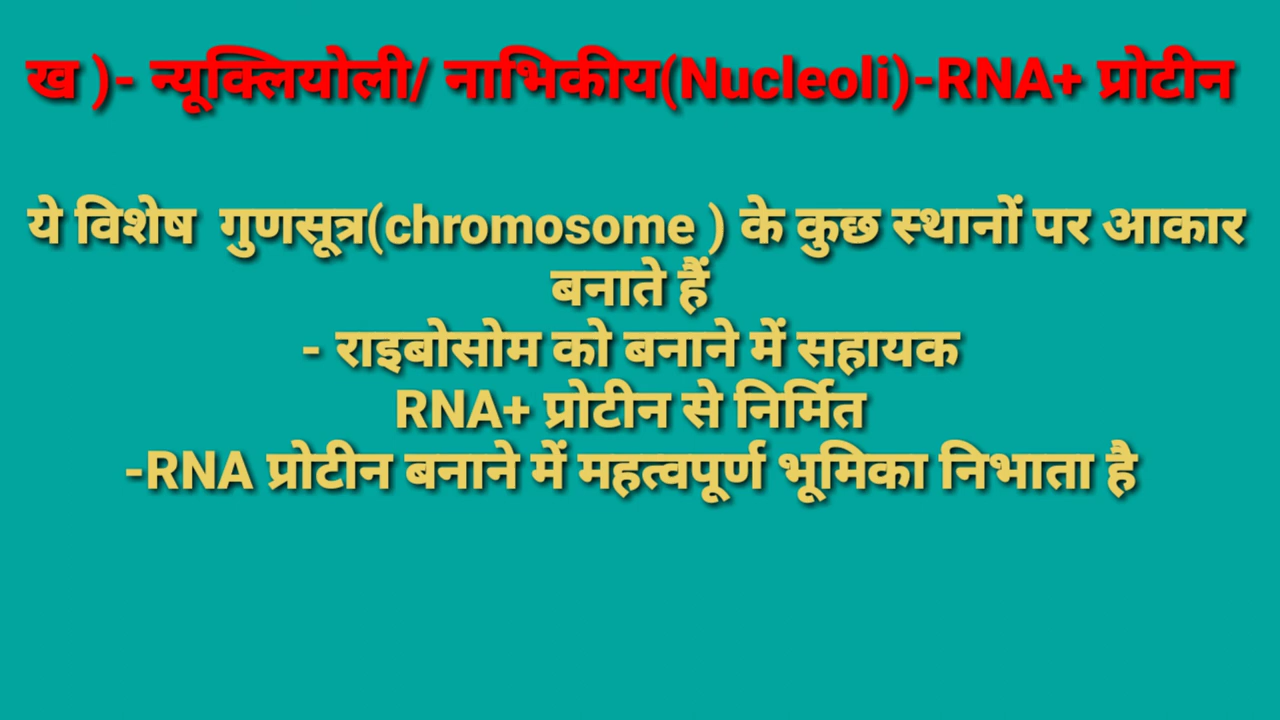 ख )- न्यूक्लियोली/ नाभिकीय(Nucleoli)-RNA+ प्रोटीन
ये विशेष गुणसूत्र(chromosome ) के कुछ स्थानों पर आकार
बनाते हैं
- राइबोसोम को बनाने में सहायक
RNA+ प्रोटीन से निर्मित
-RNA प्रोटीन बनाने में महत्वपूर्ण भूमिका निभाता है